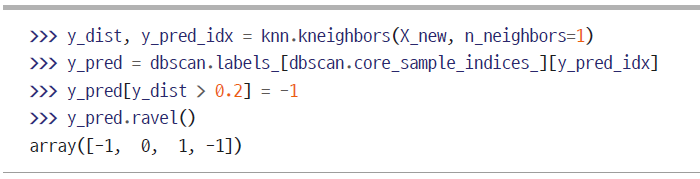 >>> y_dist, y_pred_idx = knn.kneighbors(X_new, n_neighbors=1)
>>> y_pred = dbscan.labels_[dbscan.core_sample_indices_][y_pred_idx]
>>> y_pred[y_dist > 0.2] = -1
>>> y_pred.ravel()
array([-1,  0,  1, -1])